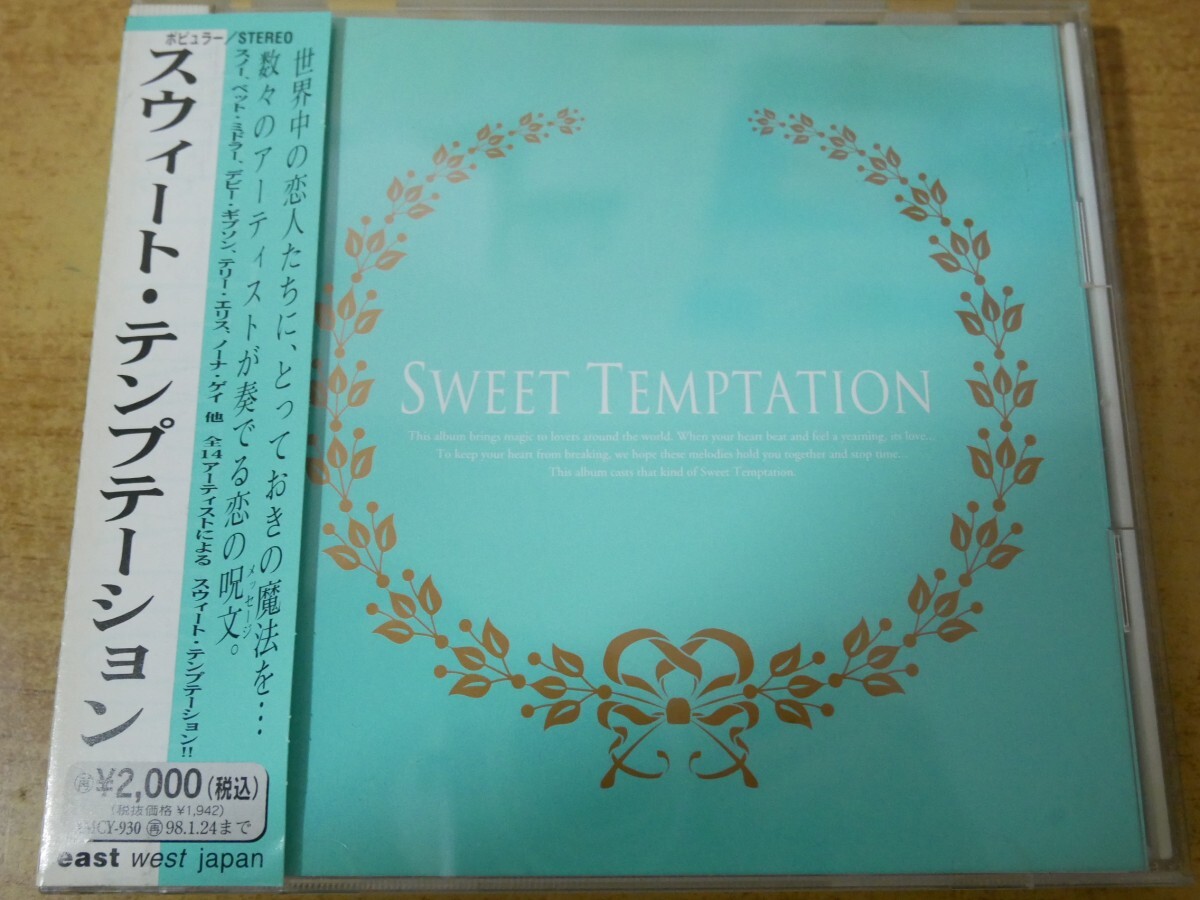 ポピュラー/STEREO
スウィート・テンプテーション
世界中の恋人たちに、とっておきの魔法を…
数々のアーティストが奏でる恋の呪文。
メッセージ
スノー、ベット・ミドラー、デビー・ギブソン、テリー・エリス、ノーナ・ゲイ 他 全14アーティストによる スウィート・テンプテーション!!
再¥2,000(税込)
(税抜価格 ¥1,942)
AMCY-930 再98.1.24まで
east west japan
SWEET TEMPTATION
This album brings magic to lovers around the world. When your heart beat and feel a yearning, its love...
To keep your heart from breaking, we hope these melodies hold you together and stop time...
This album casts that kind of Sweet Temptation.